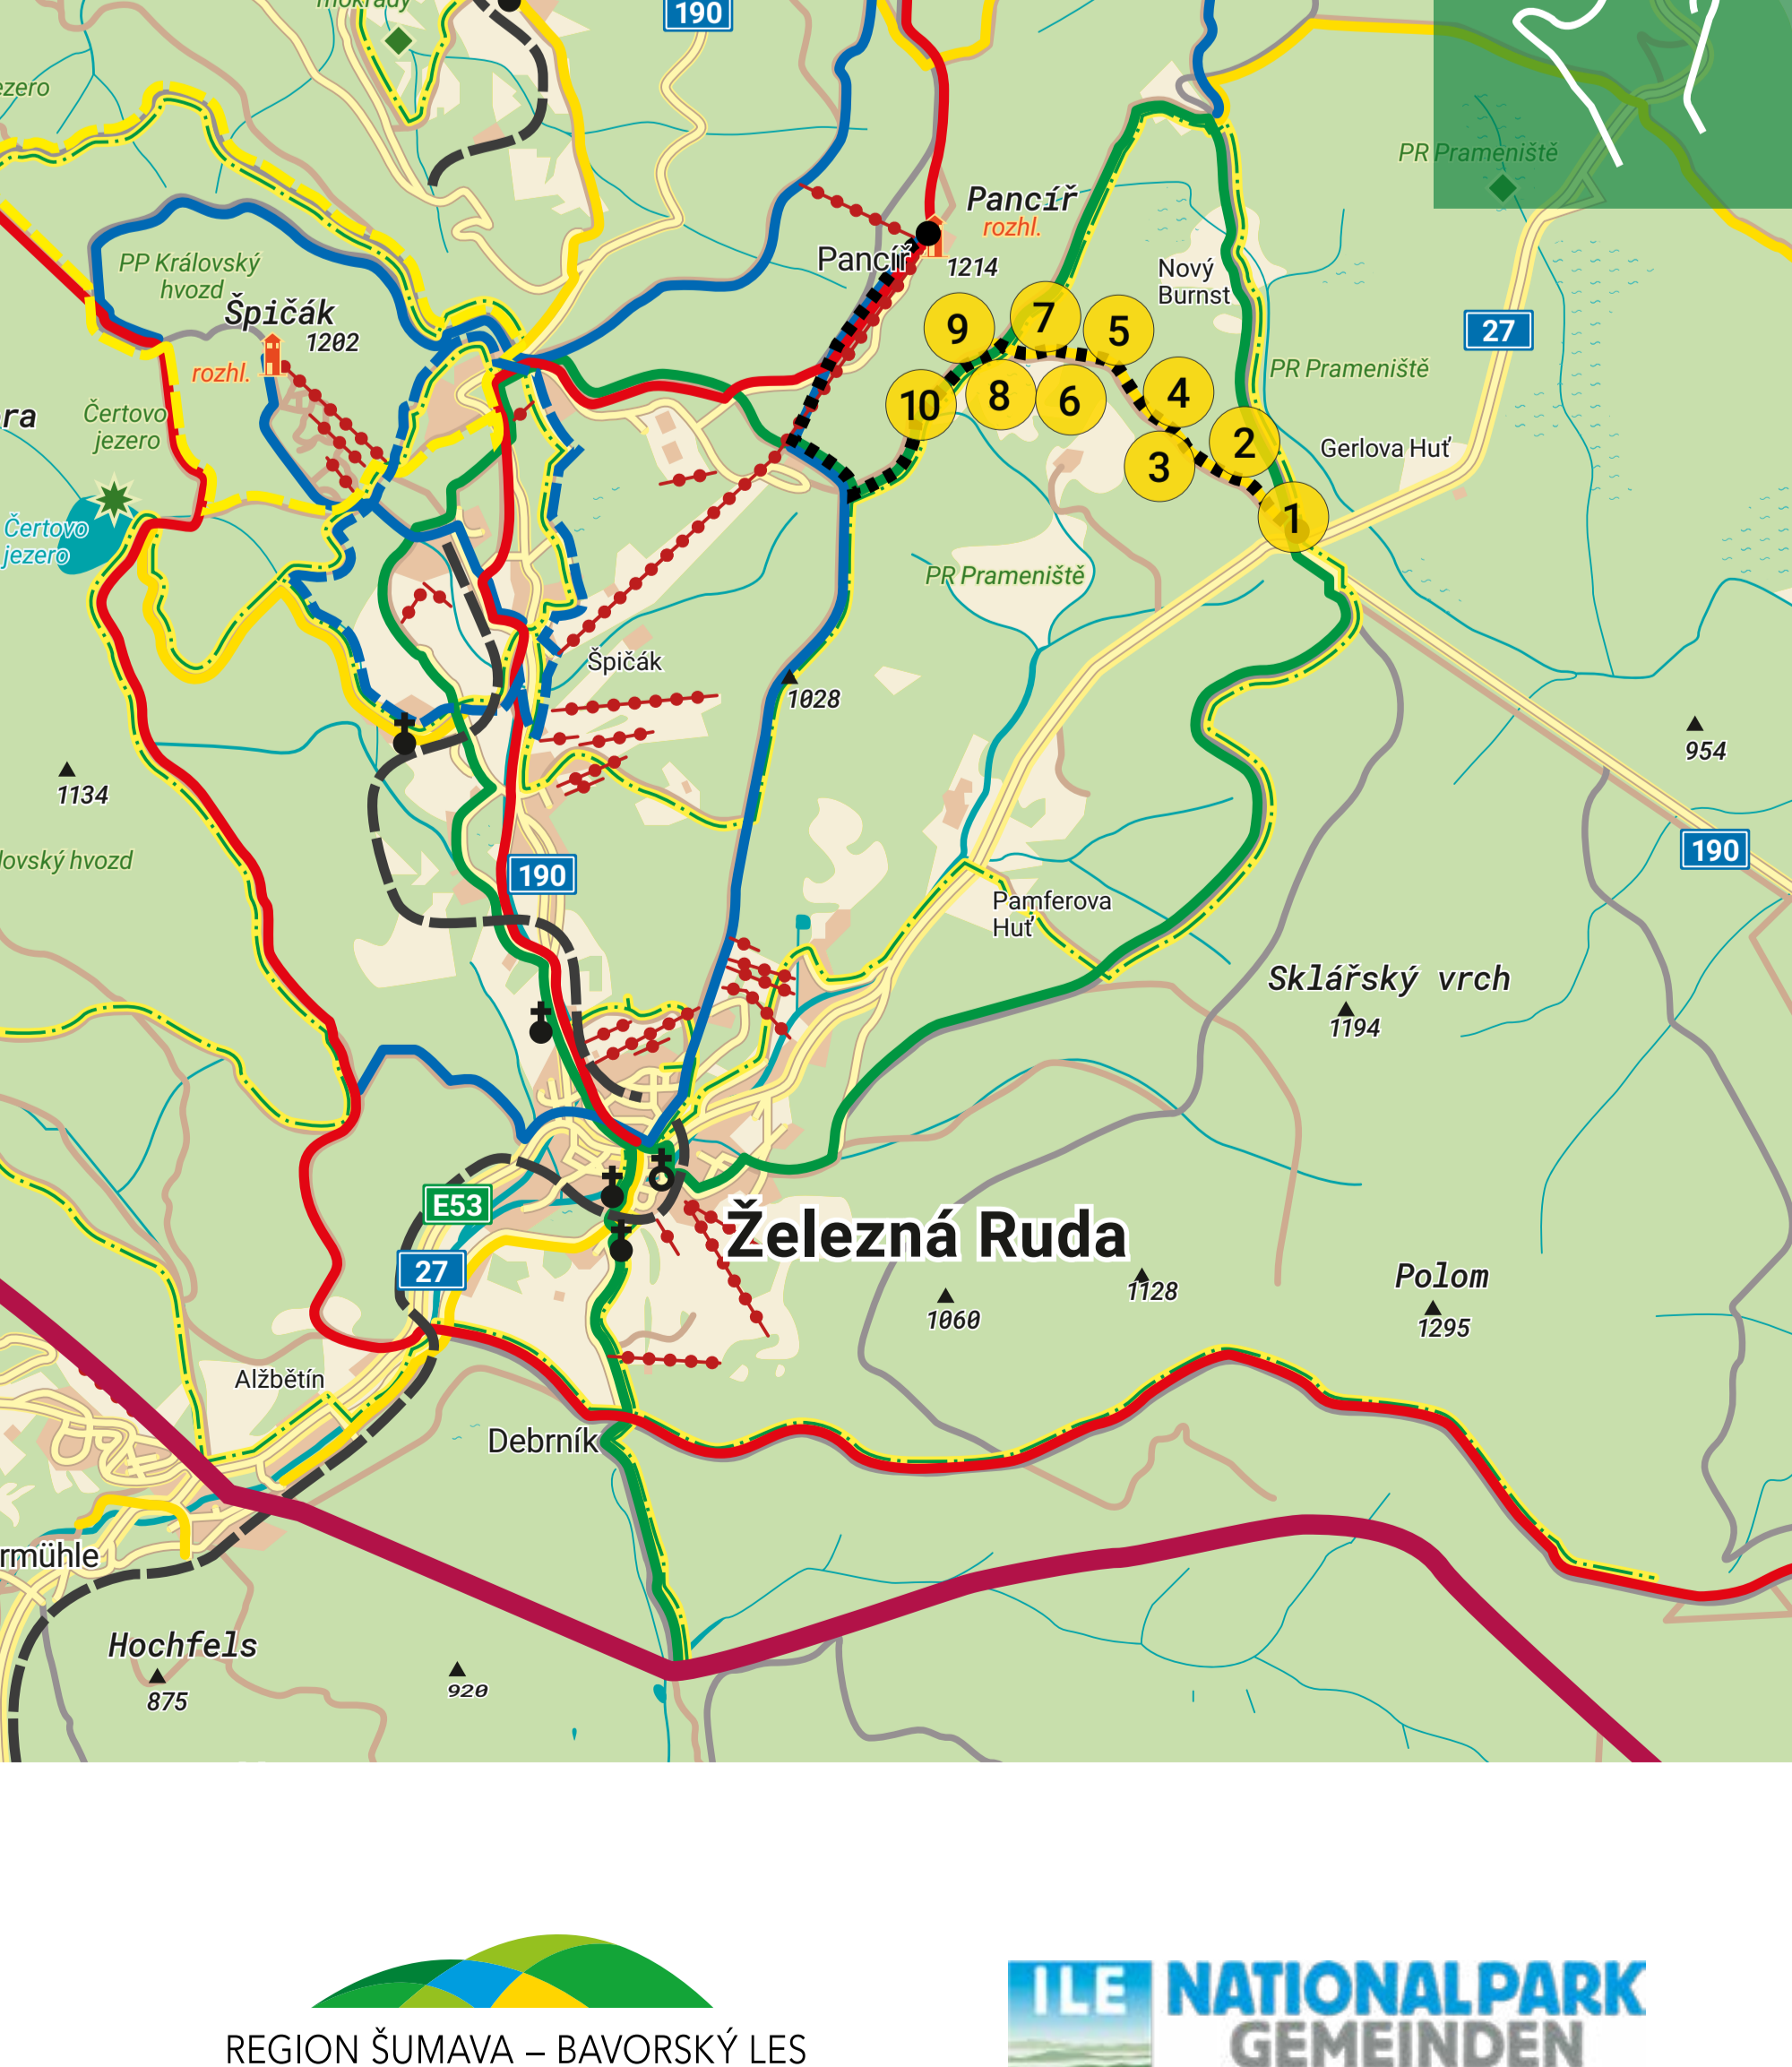 mokřady
190
ezero
PR Prameniště
Pancíř
rozhl.
Pancíř
1214
PP Královský
hvozd
Nový
Burnst
Špičák
1202
rozhl.
9
7
5
27
PR Prameniště
4
8
6
10
ra
Čertovo
jezero
2
Gerlova Huť
3
1
Čertovo
jezero
PR Prameniště
Špičák
1028
954
1134
190
lovský hvozd
190
Pamferova
Huť
Sklářský vrch
1194
E53
Železná Ruda
27
1128
Polom
1060
1295
Alžbětín
Debrník
rmühle
Hochfels
875
920
REGION ŠUMAVA – BAVORSKÝ LES
ILE NATIONALPARK
GEMEINDEN